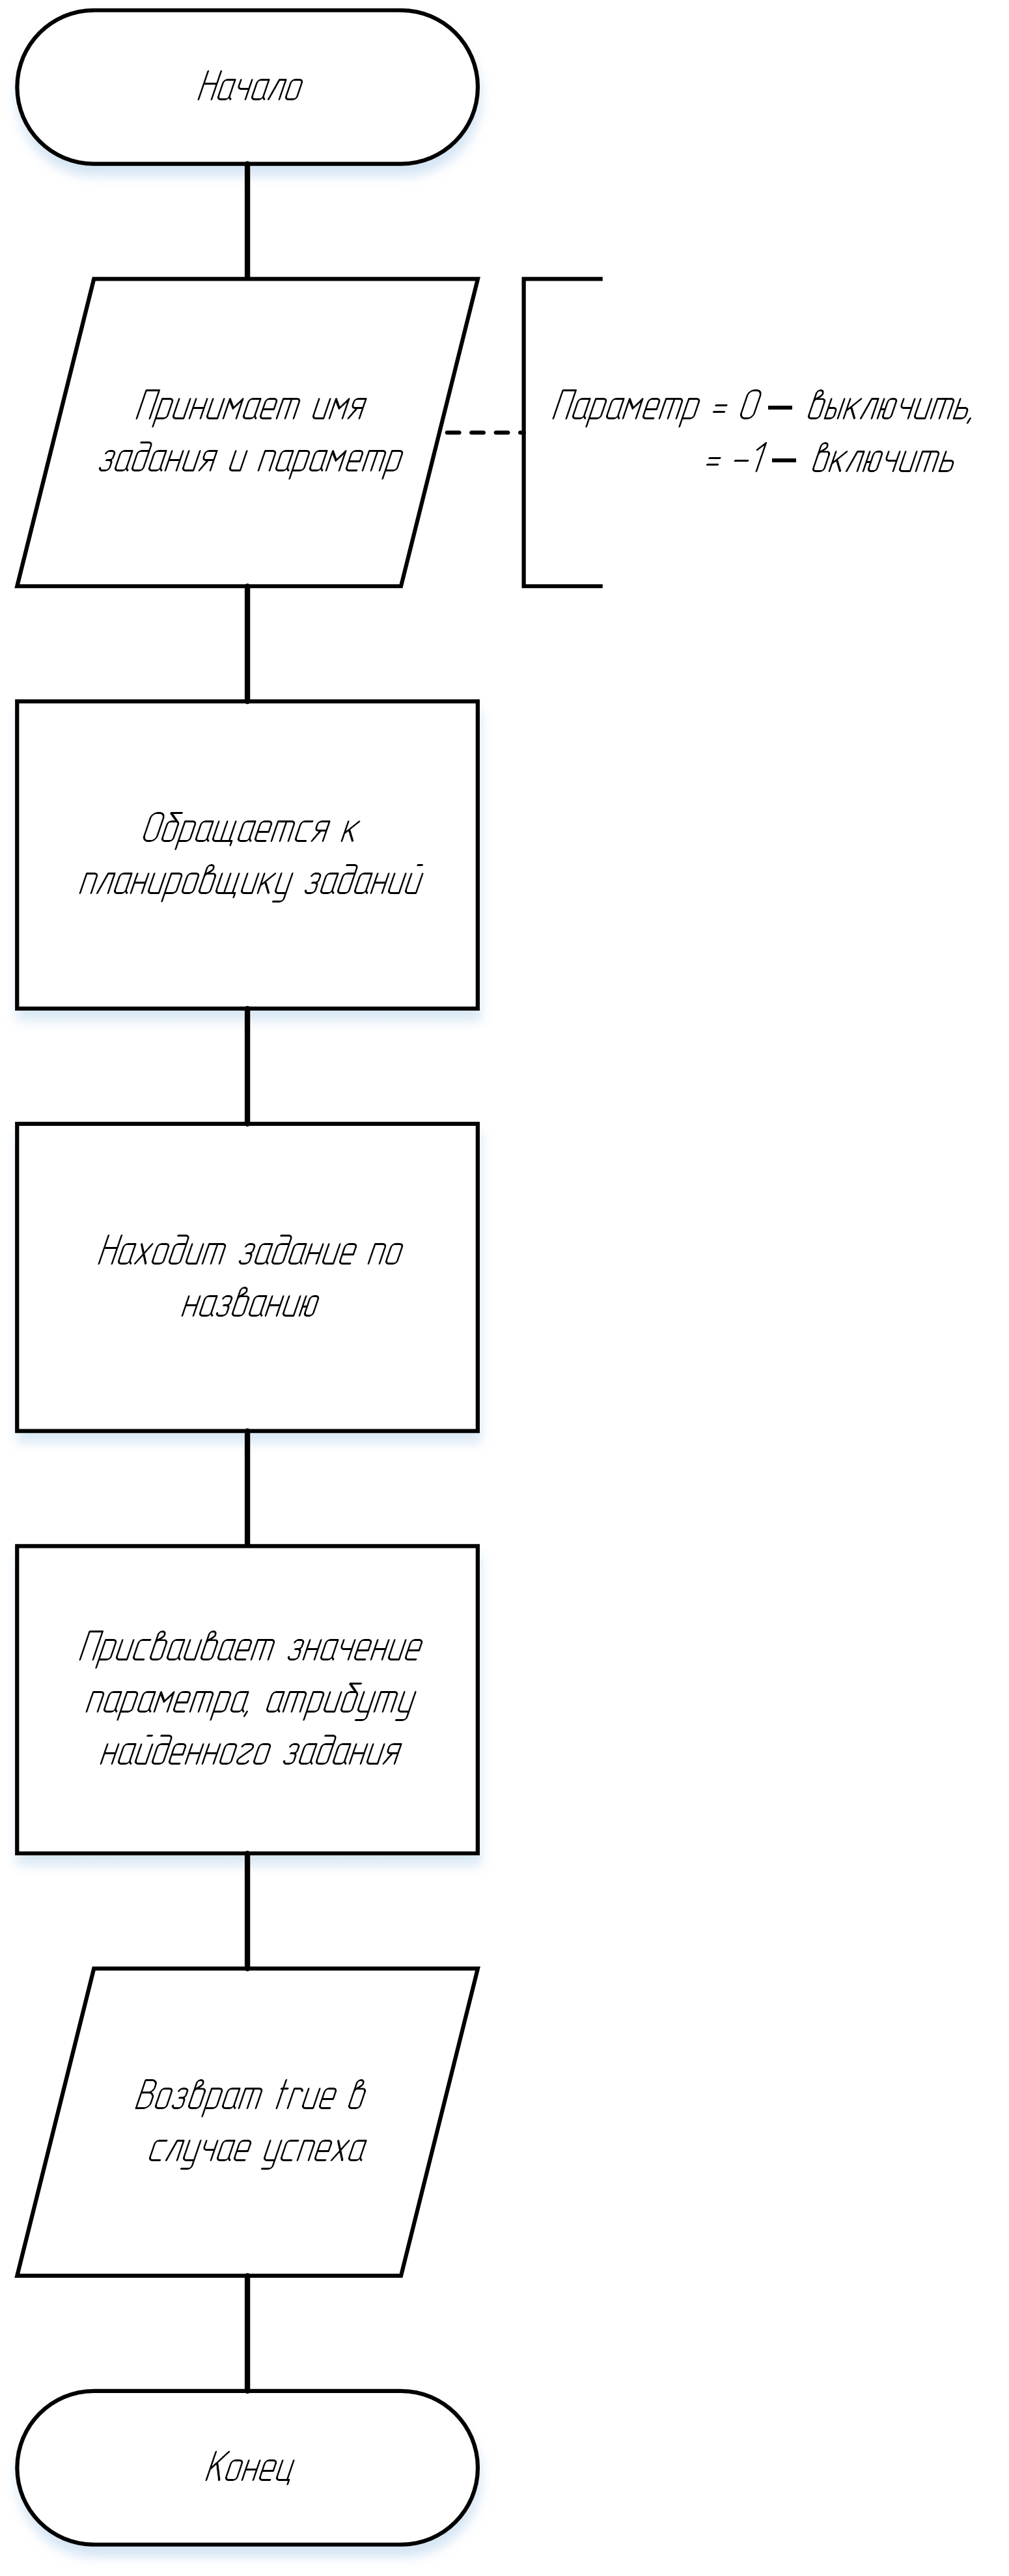 Начало
Принимает имя
задания и параметр
Параметр = 0 — выключить,
= -1 — включить
Обращается к
планировщику заданий
Находит задание по
названию
Присваивает значение
параметра, атрибуту
найденного задания
Возврат true в
случае успеха
Конец